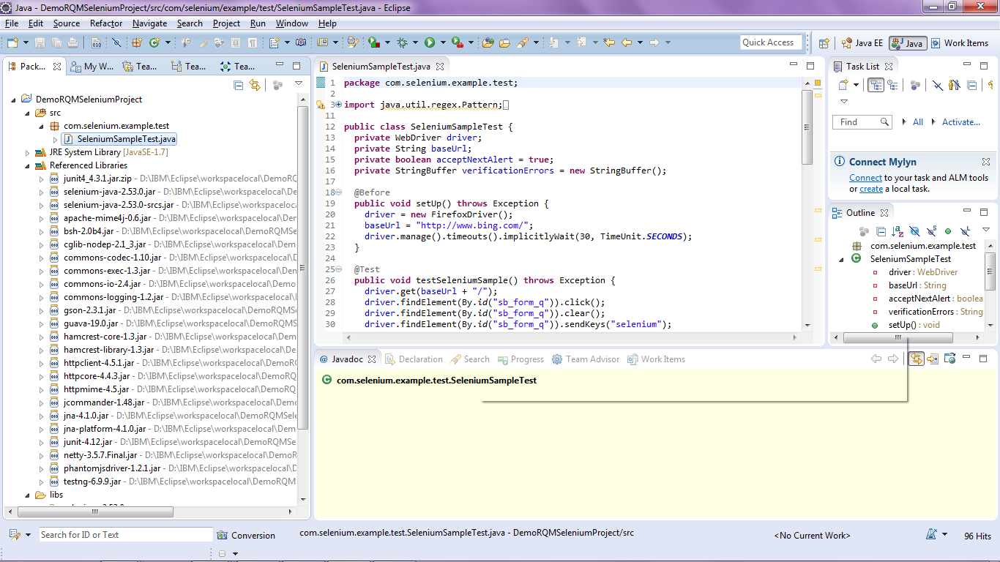 Java - DemoRQMSeleniumProject/src/com/selenium/example/test/SeleniumSampleTest.java - Eclipse
File Edit Source Refactor Navigate Search Project Run Window Help
Quick Access
Java EE
Java
Work Items
Pack...
My W...
Tea...
Tea...
Tea...
DemoRQMSeleniumProject
src
com.selenium.example.test
SeleniumSampleTest.java
JRE System Library [JavaSE-1.7]
Referenced Libraries
junit4_4.3.1.jar.zip - D:\IBM\Eclipse\workspacelocal\DemoRQ
selenium-java-2.53.0.jar - D:\IBM\Eclipse\workspacelocal\Dem
selenium-java-2.53.0-srcs.jar - D:\IBM\Eclipse\workspacelocal
apache-mime4j-0.6.jar - D:\IBM\Eclipse\workspacelocal\Demo
bsh-2.0b4.jar - D:\IBM\Eclipse\workspacelocal\DemoRQMSele
cglib-nodep-2.1_3.jar - D:\IBM\Eclipse\workspacelocal\Demo
commons-codec-1.10.jar - D:\IBM\Eclipse\workspacelocal\De
commons-exec-1.3.jar - D:\IBM\Eclipse\workspacelocal\Demo
commons-io-2.4.jar - D:\IBM\Eclipse\workspacelocal\DemoR
commons-logging-1.2.jar - D:\IBM\Eclipse\workspacelocal\De
gson-2.3.1.jar - D:\IBM\Eclipse\workspacelocal\DemoRQMSel
guava-19.0.jar - D:\IBM\Eclipse\workspacelocal\DemoRQMSe
hamcrest-core-1.3.jar - D:\IBM\Eclipse\workspacelocal\Demo
hamcrest-library-1.3.jar - D:\IBM\Eclipse\workspacelocal\Dem
httpclient-4.5.1.jar - D:\IBM\Eclipse\workspacelocal\DemoRQ
httpcore-4.4.3.jar - D:\IBM\Eclipse\workspacelocal\DemoRQM
httpmime-4.5.jar - D:\IBM\Eclipse\workspacelocal\DemoRQM
jcommander-1.48.jar - D:\IBM\Eclipse\workspacelocal\DemoR
jna-4.1.0.jar - D:\IBM\Eclipse\workspacelocal\DemoRQMSele
jna-platform-4.1.0.jar - D:\IBM\Eclipse\workspacelocal\Dem
junit-4.12.jar - D:\IBM\Eclipse\workspacelocal\DemoRQMSe
netty-3.5.7.Final.jar - D:\IBM\Eclipse\workspacelocal\DemoR
phantomjsdriver-1.2.1.jar - D:\IBM\Eclipse\workspacelocal\D
testng-6.9.9.jar - D:\IBM\Eclipse\workspacelocal\DemoRQM
libs
SeleniumSampleTest.java
1 package com.selenium.example.test;
2
3 import java.util.regex.Pattern;
11
12 public class SeleniumSampleTest {
13 private WebDriver driver;
14 private String baseUrl;
15 private boolean acceptNextAlert = true;
16 private StringBuffer verificationErrors = new StringBuffer();
17
18 @Before
19 public void setUp() throws Exception {
20 driver = new FirefoxDriver();
21 baseUrl = "http://www.bing.com/";
22 driver.manage().timeouts().implicitlyWait(30, TimeUnit.SECONDS);
23 }
24
25 @Test
26 public void testSeleniumSample() throws Exception {
27 driver.get(baseUrl + "/");
28 driver.findElement(By.id("sb_form_q")).click();
29 driver.findElement(By.id("sb_form_q")).clear();
30 driver.findElement(By.id("sb_form_q")).sendKeys("selenium");
Task List
Find
All
Activate...
Connect Mylyn
Connect to your task and ALM tools
or create a local task.
Outline
com.selenium.example.test
SeleniumSampleTest
driver : WebDriver
baseUrl : String
acceptNextAlert : boolea
verificationErrors : String
setUp() : void
Javadoc
Declaration
Search
Progress
Team Advisor
Work Items
com.selenium.example.test.SeleniumSampleTest
Search for ID or Text
Conversion
com.selenium.example.test.SeleniumSampleTest.java - DemoRQMSeleniumProject/src
<No Current Work>
96 Hits